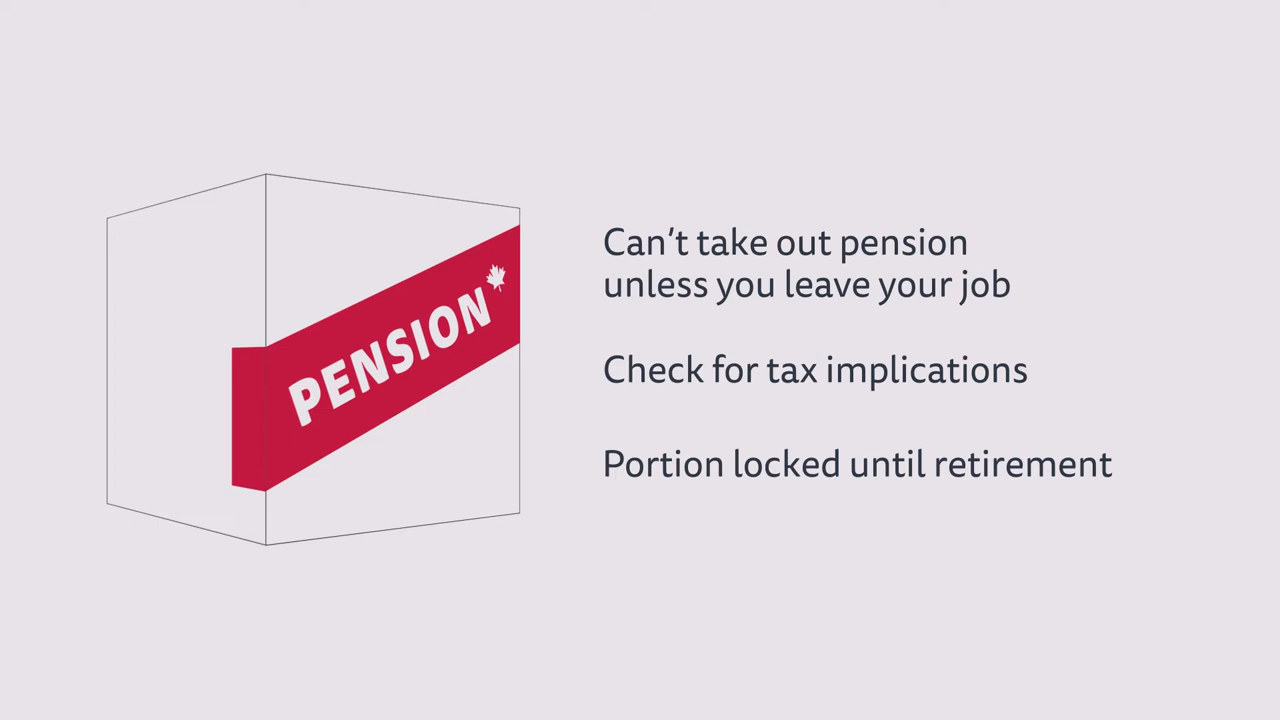 PENSION
Can't take out pension
unless you leave your job
Check for tax implications
Portion locked until retirement